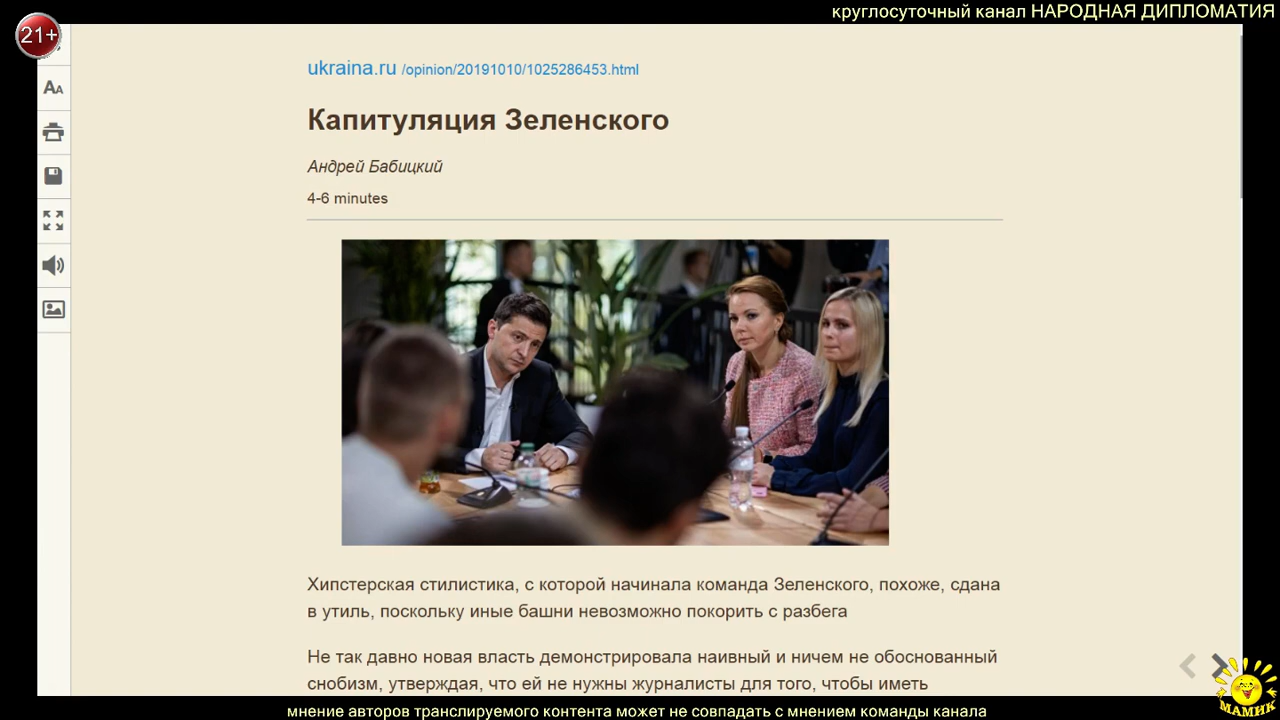 круглосуточный канал НАРОДНАЯ ДИПЛОМАТИЯ
21+
ukraina.ru /opinion/20191010/1025286453.html
AA
Капитуляция Зеленского
Андрей Бабицкий
4-6 minutes
Хипстерская стилистика, с которой начинала команда Зеленского, похоже, сдана
в утиль, поскольку иные башни невозможно покорить с разбега
Не так давно новая власть демонстрировала наивный и ничем не обоснованный
снобизм, утверждая, что ей не нужны журналисты для того, чтобы иметь
МАМИК
мнение авторов транслируемого контента может не совпадать с мнением команды канала